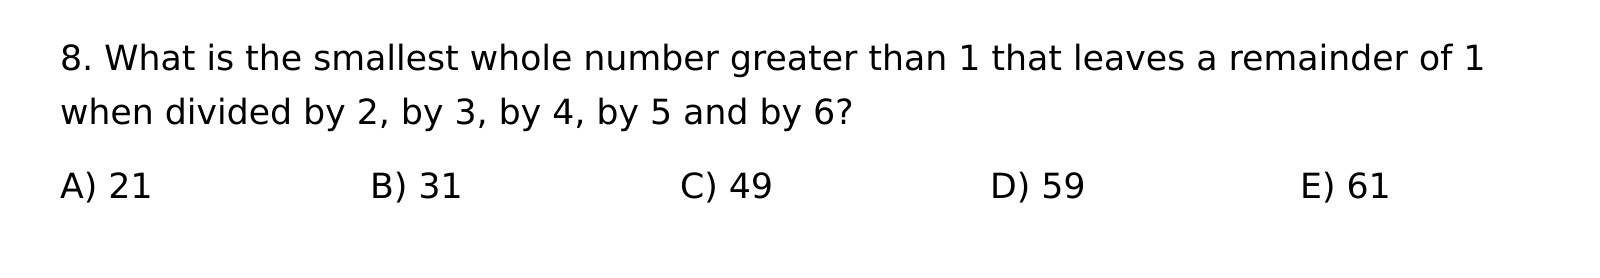 8. What is the smallest whole number greater than 1 that leaves a remainder of 1
when divided by 2, by 3, by 4, by 5 and by 6?
A) 21 B) 31 C) 49 D) 59 E) 61